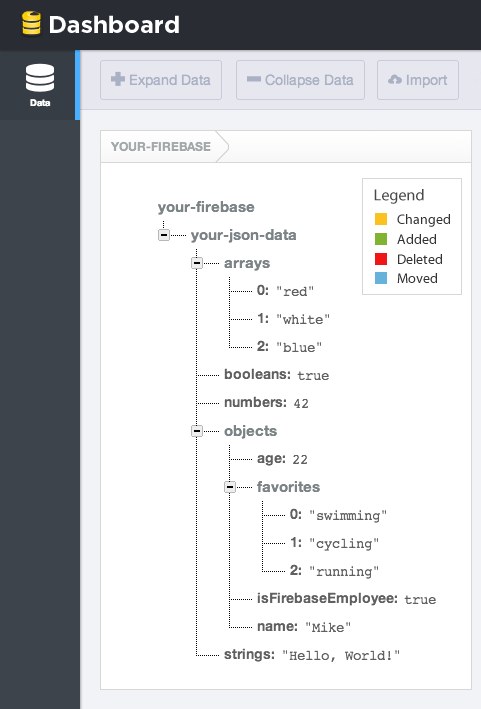 Dashboard
Data
Expand Data
Collapse Data
Import
YOUR-FIREBASE
Legend
Changed
Added
Deleted
Moved
your-firebase
your-json-data
arrays
0: "red"
1: "white"
2: "blue"
booleans: true
numbers: 42
objects
age: 22
favorites
0: "swimming"
1: "cycling"
2: "running"
isFirebaseEmployee: true
name: "Mike"
strings: "Hello, World!"